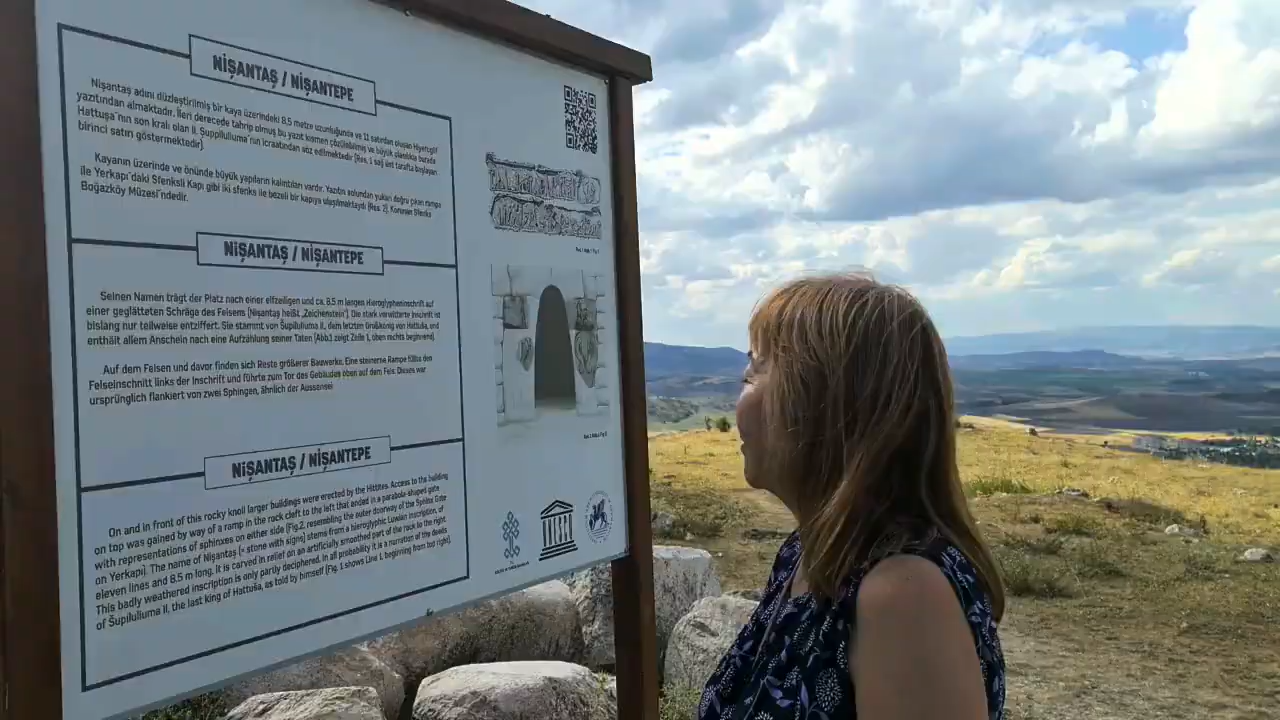 NİŞANTAŞ / NİŞANTEPE
Nişantaş adını düzleştirilmiş bir kaya üzerindeki 8.5 metre uzunluğunda ve 11 satırdan oluşan Hiyeroglif
yazıtından almaktadır. İleri derecede tahrip olmuş bu yazıt kısmen çözülebilmiş ve büyük olasılıkla burada
Hattuşa'nın son kralı olan II. Şuppiluliuma'nın icraatından söz edilmektedir (Res. 1 sağ üst tarafta başlayan
birinci satırı göstermektedir).
Kayanın üzerinde ve önünde büyük yapıların kalıntıları vardır. Yazıtın solundan yukarı doğru çıkan rampa
ile Yerkapı'daki Sfenksli Kapı gibi iki sfenks ile bezeli bir kapıya ulaşılmaktaydı (Res. 2). Korunan Sfenks
Boğazköy Müzesi'ndedir.
NİŞANTAŞ / NİŞANTEPE
Seinen Namen trägt der Platz nach einer elfzeiligen und ca. 8.5 m langen Hieroglypheninschrift auf
einer geglätteten Schräge des Felsens (Nişantaş heißt „Zeichenstein"). Die stark verwitterte Inschrift ist
bislang nur teilweise entziffert. Sie stammt von Šupiluliuma II., dem letzten Großkönig von Hattuša, und
enthält allem Anschein nach eine Aufzählung seiner Taten (Abb.1 zeigt Zeile 1, oben rechts beginnend).
Auf dem Felsen und davor finden sich Reste größerer Bauwerke. Eine steinerne Rampe füllte den
Felseinschnitt links der Inschrift und führte zum Tor des Gebäudes oben auf dem Fels. Dieses war
ursprünglich flankiert von zwei Sphingen, ähnlich der Aussensei
NİŞANTAŞ / NİŞANTEPE
On and in front of this rocky knoll larger buildings were erected by the Hittites. Access to the building
on top was gained by way of a ramp in the rock cleft to the left that ended in a parabola-shaped gate
with representations of sphinxes on either side (Fig.2, resembling the outer doorway of the Sphinx Gate
on Yerkapı). The name of Nişantaş (= stone with signs) stems from a hieroglyphic Luwian inscription, of
eleven lines and 8.5 m long. It is carved in relief on an artificially smoothed part of the rock to the right.
This badly weathered inscription is only partly deciphered. In all probability it is a narration of the deeds
of Šupiluliuma II, the last king of Hattuša, as told by himself (Fig. 1 shows Line 1, beginning from top right).
UNESCO